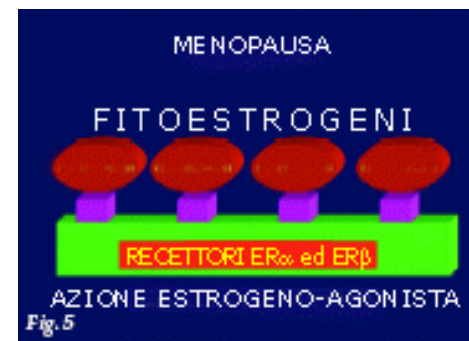 MENOPAUSA
FITOESTROGENI
RECETTORI ERα ed ERβ
AZIONE ESTROGENO-AGONISTA
Fig. 5